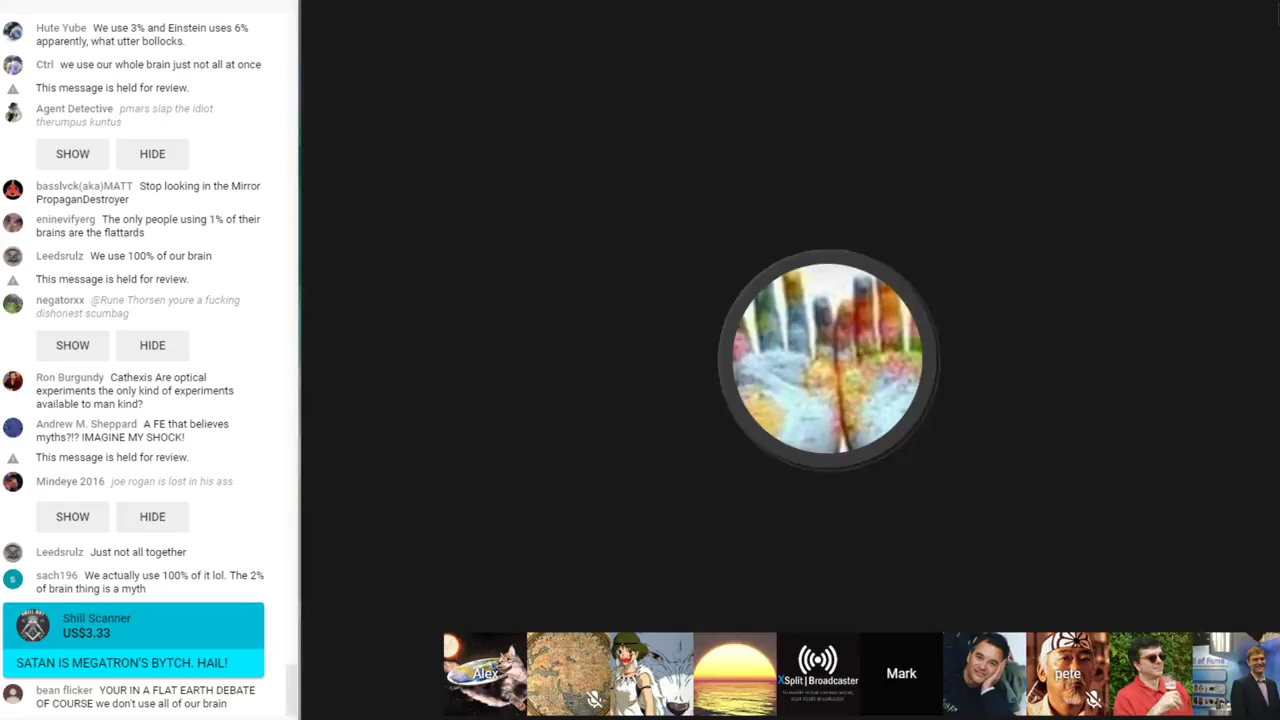 Hute Yube We use 3% and Einstein uses 6%
apparently, what utter bollocks.
Ctrl we use our whole brain just not all at once
This message is held for review.
Agent Detective pmars slap the idiot
therumpus kuntus
SHOW HIDE
basslvck(aka)MATT Stop looking in the Mirror
PropaganDestroyer
eninevifyerg The only people using 1% of their
brains are the flattards
Leedsrulz We use 100% of our brain
This message is held for review.
negatorxx @Rune Thorsen youre a fucking
dishonest scumbag
SHOW HIDE
Ron Burgundy Cathexis Are optical
experiments the only kind of experiments
available to man kind?
Andrew M. Sheppard A FE that believes
myths?!? IMAGINE MY SHOCK!
This message is held for review.
Mindeye 2016 joe rogan is lost in his ass
SHOW HIDE
Leedsrulz Just not all together
s
sach196 We actually use 100% of it lol. The 2%
of brain thing is a myth
Shill Scanner
US$3.33
SATAN IS MEGATRON'S BYTCH. HAIL!
bean flicker YOUR IN A FLAT EARTH DEBATE
OF COURSE we don't use all of our brain
Alex
XSplit|Broadcaster
Mark
pete